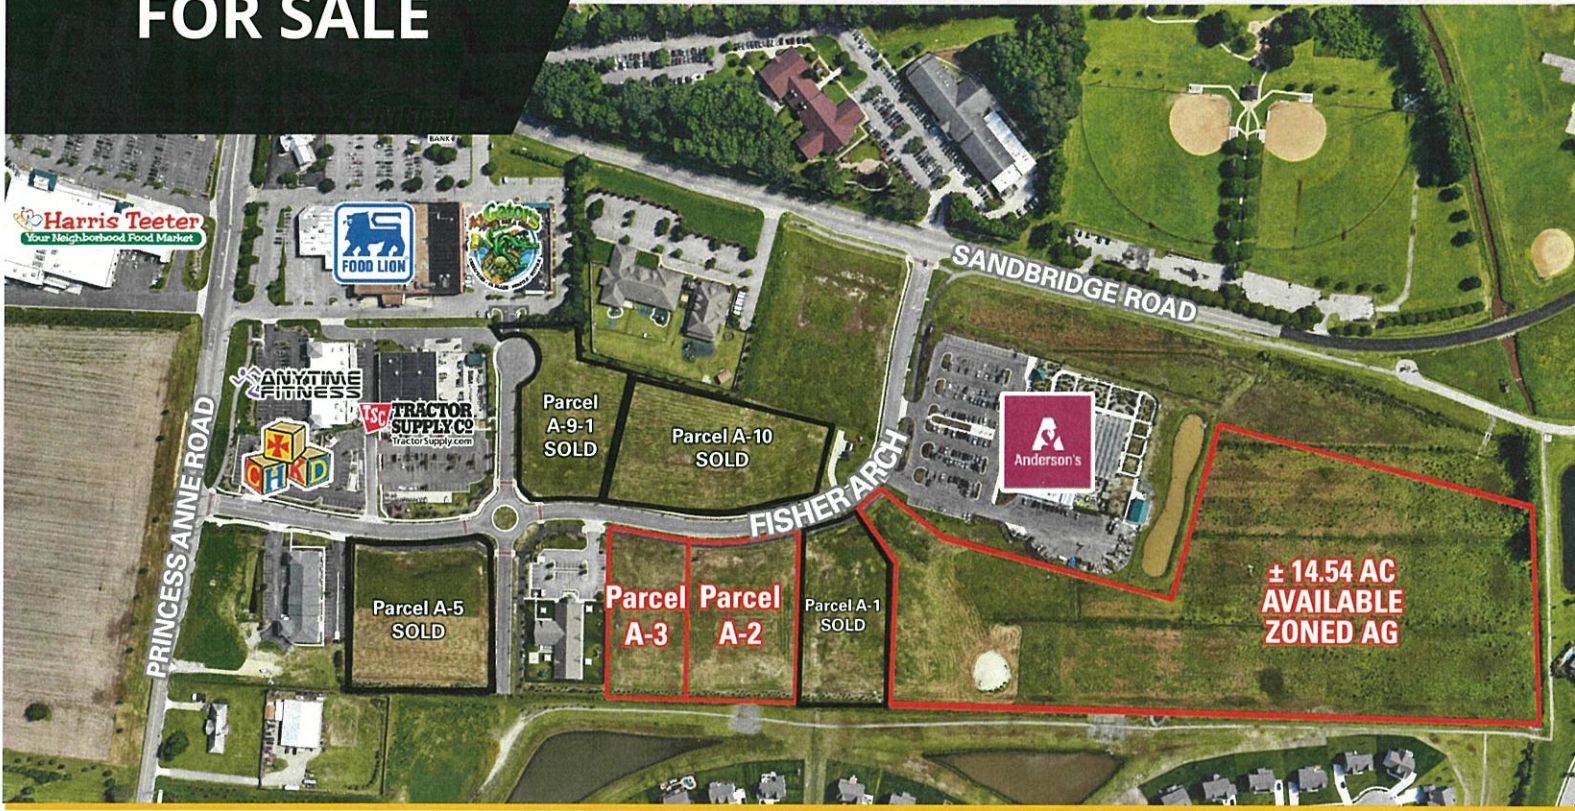 FOR SALE
BANK
Harris Teeter
Your Neighborhood Food Market
FOOD LION
Gators
SANDBRIDGE ROAD
ANYTIME
FITNESS
TSC TRACTOR
SUPPLY CO
TractorSupply.com
CHKD
PRINCESS ANNE ROAD
Parcel
A-9-1
SOLD
Parcel A-10
SOLD
FISHER ARCH
A
Anderson's
Parcel A-5
SOLD
Parcel
A-3
Parcel
A-2
Parcel A-1
SOLD
± 14.54 AC
AVAILABLE
ZONED AG